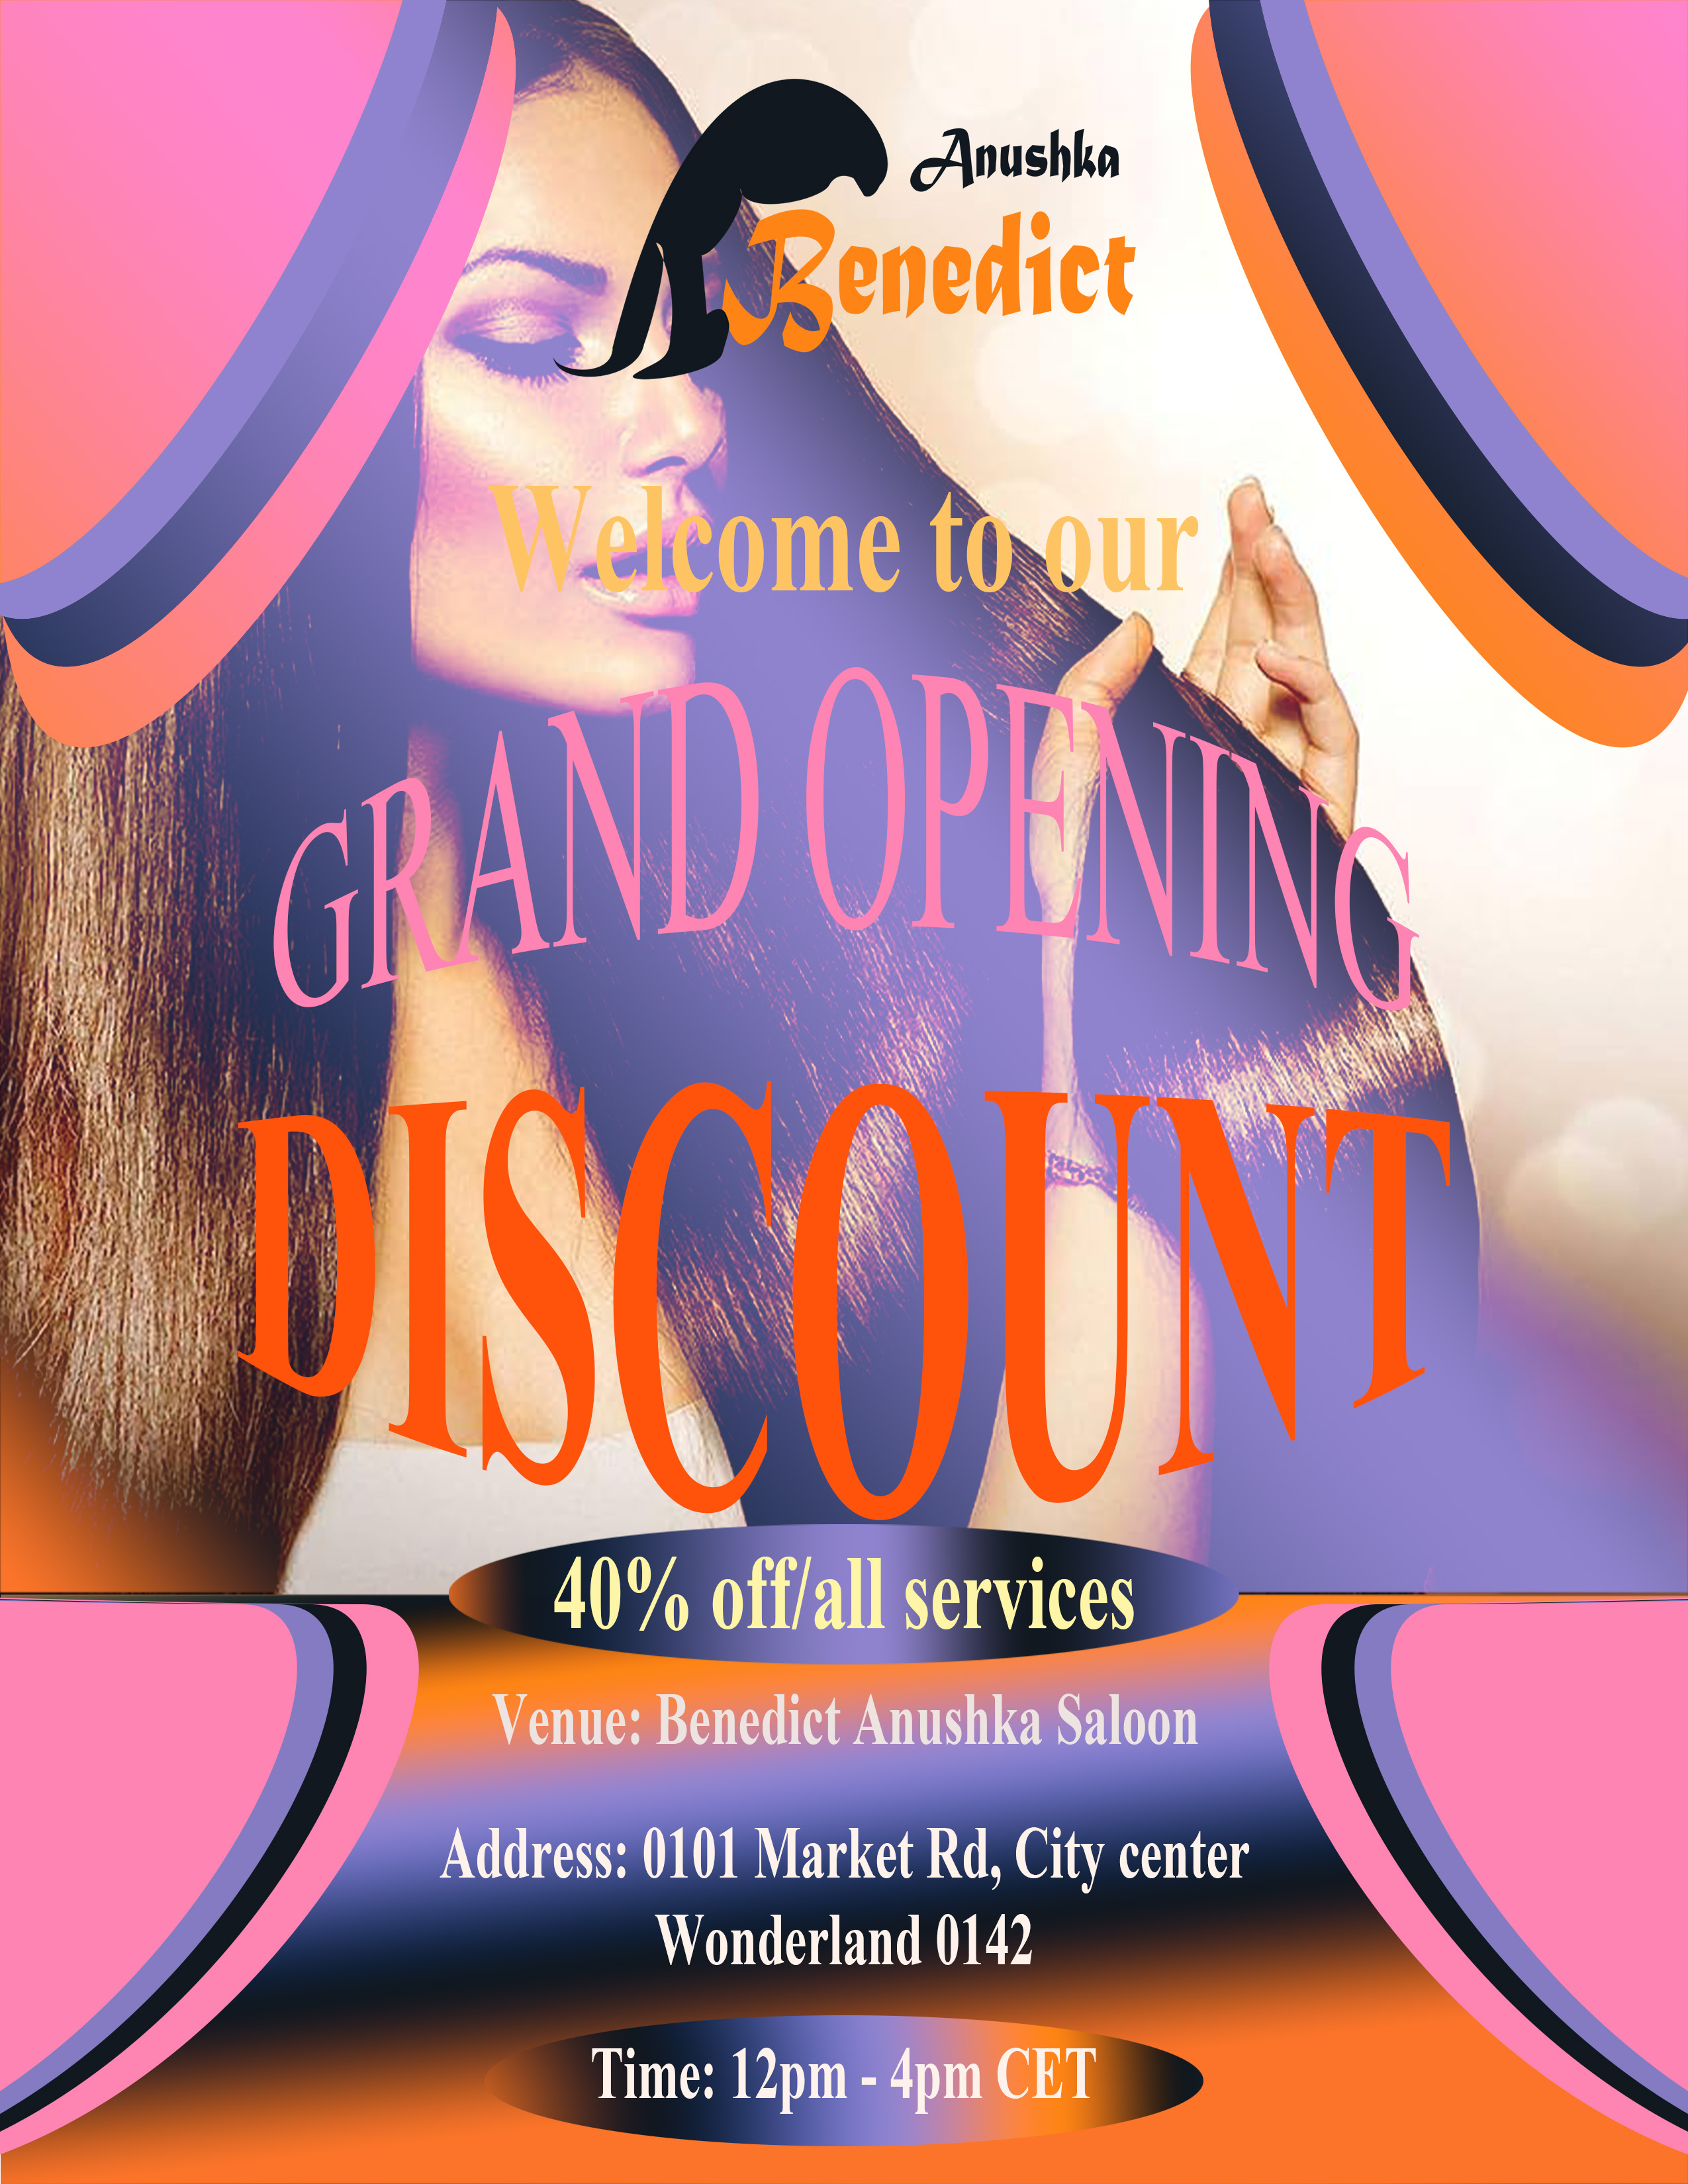 Anushka
Benedict
Welcome to our
GRAND OPENING
DISCOUNT
40% off/all services
Venue: Benedict Anushka Saloon
Address: 0101 Market Rd, City center
Wonderland 0142
Time: 12pm - 4pm CET